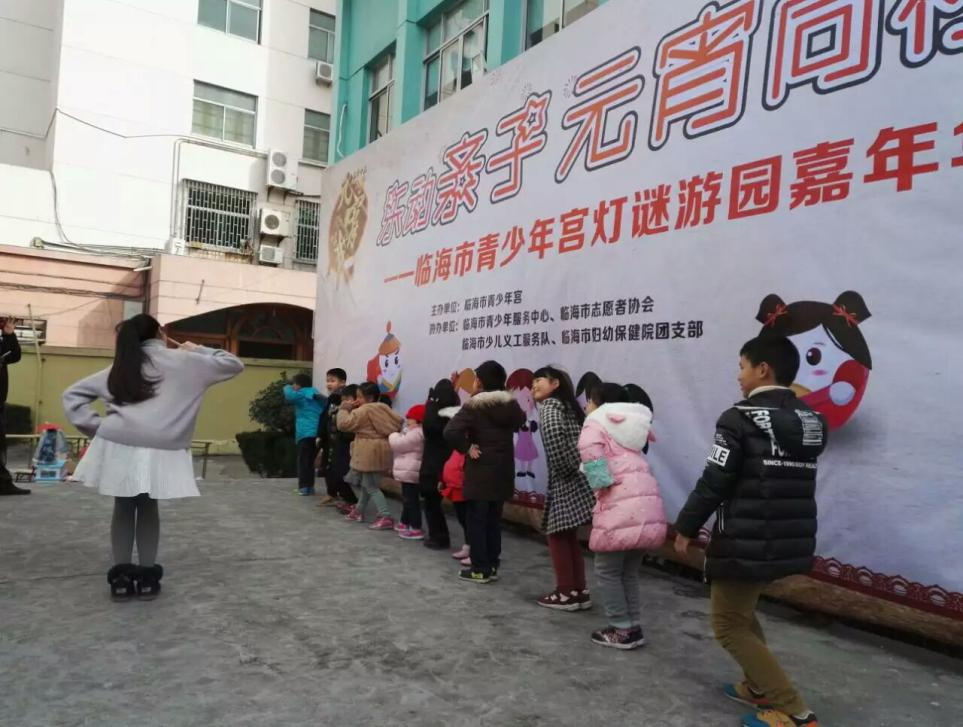 乐动亲子 元宵同
——临海市青少年宫灯谜游园嘉年
主办单位：临海市青少年宫
协办单位：临海市青少年服务中心、临海市志愿者协会
临海市少儿义工服务队、临海市妇幼保健院团支部
SINCE-1990